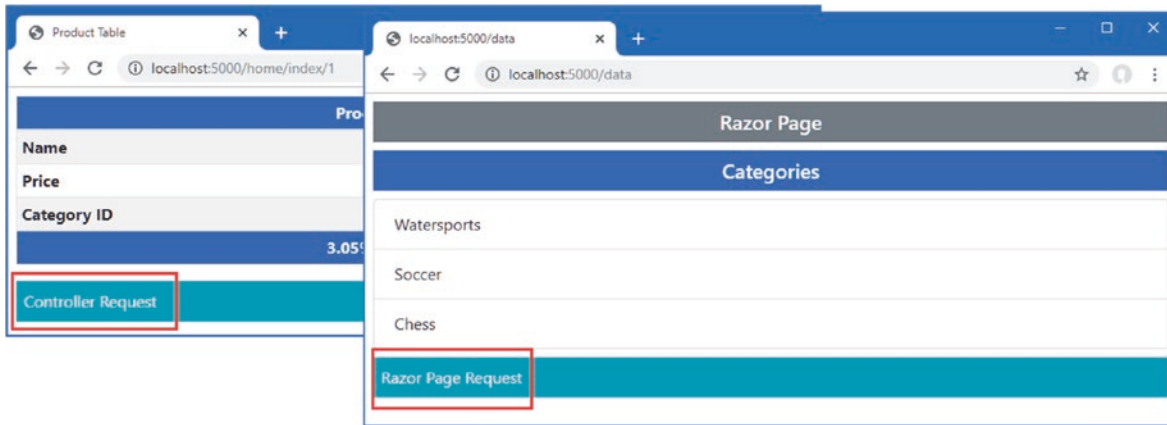 Product Table
localhost:5000/home/index/1
Name
Price
Category ID
Controller Request
localhost:5000/data
localhost:5000/data
Razor Page
Categories
Watersports
Soccer
Chess
Razor Page Request